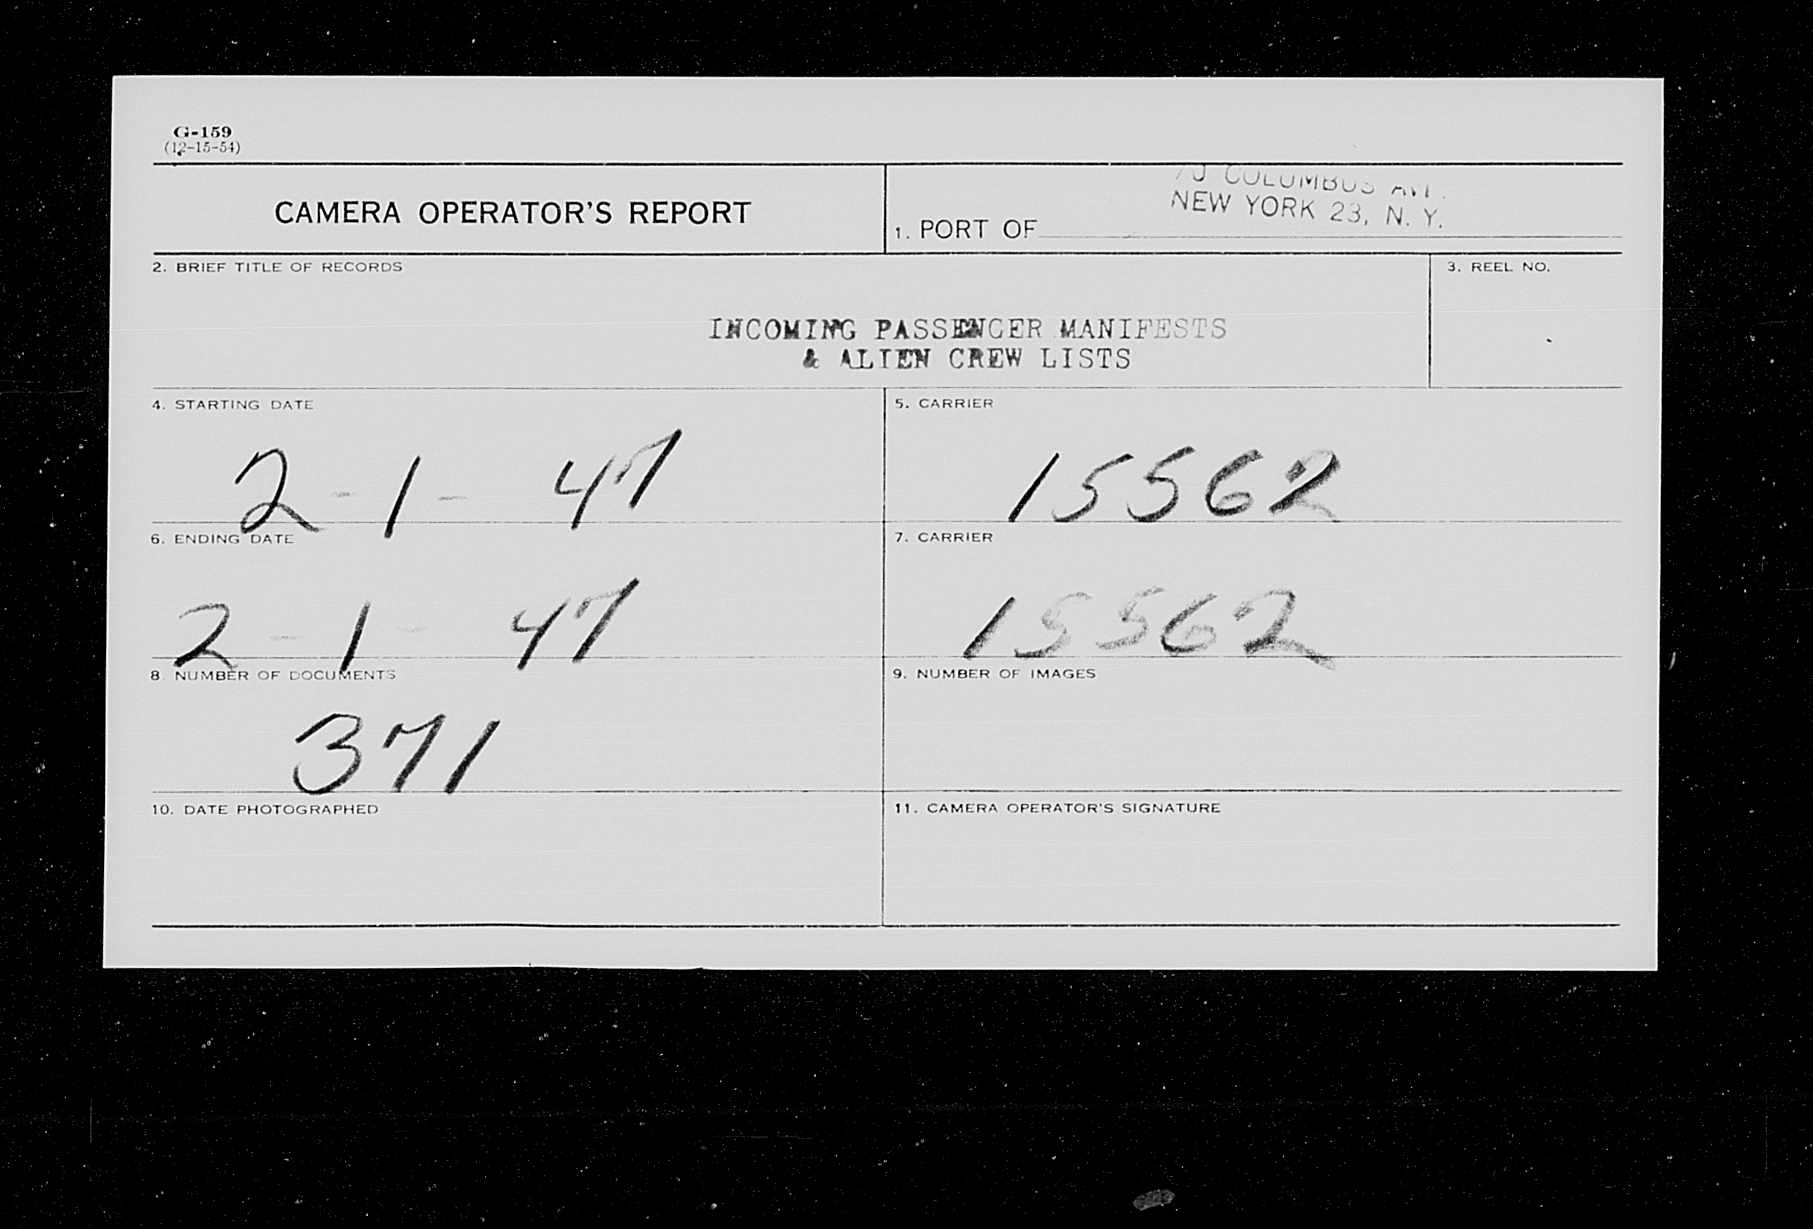 G-159
(12-15-54)
CAMERA OPERATOR'S REPORT
COLUMBUS AVE.
NEW YORK 23, N. Y.
1. PORT OF
2. BRIEF TITLE OF RECORDS
3. REEL NO.
INCOMING PASSENGER MANIFESTS
& ALIEN CREW LISTS
4. STARTING DATE
5. CARRIER
2-1-47
15562
6. ENDING DATE
7. CARRIER
2-1-47
15562
8. NUMBER OF DOCUMENTS
9. NUMBER OF IMAGES
371
10. DATE PHOTOGRAPHED
11. CAMERA OPERATOR'S SIGNATURE